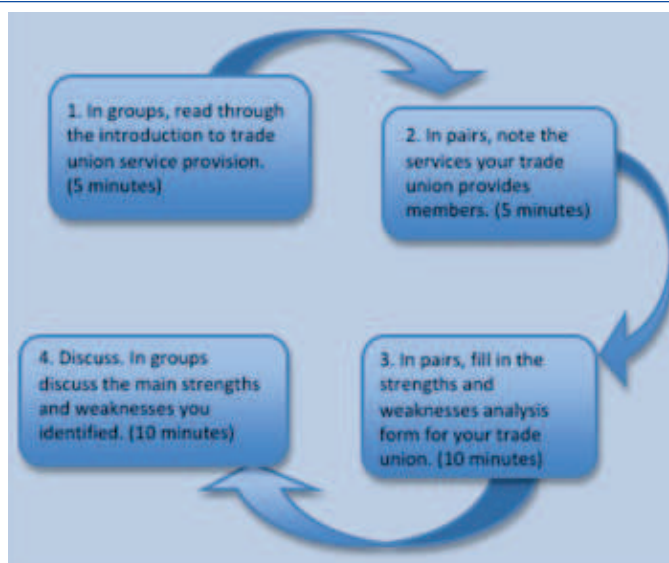 1. In groups, read through
the introduction to trade
union service provision.
(5 minutes)
2. In pairs, note the
services your trade
union provides
members. (5 minutes)
3. In pairs, fill in the
strengths and
weaknesses analysis
form for your trade
union. (10 minutes)
4. Discuss. In groups
discuss the main strengths
and weaknesses you
identified. (10 minutes)